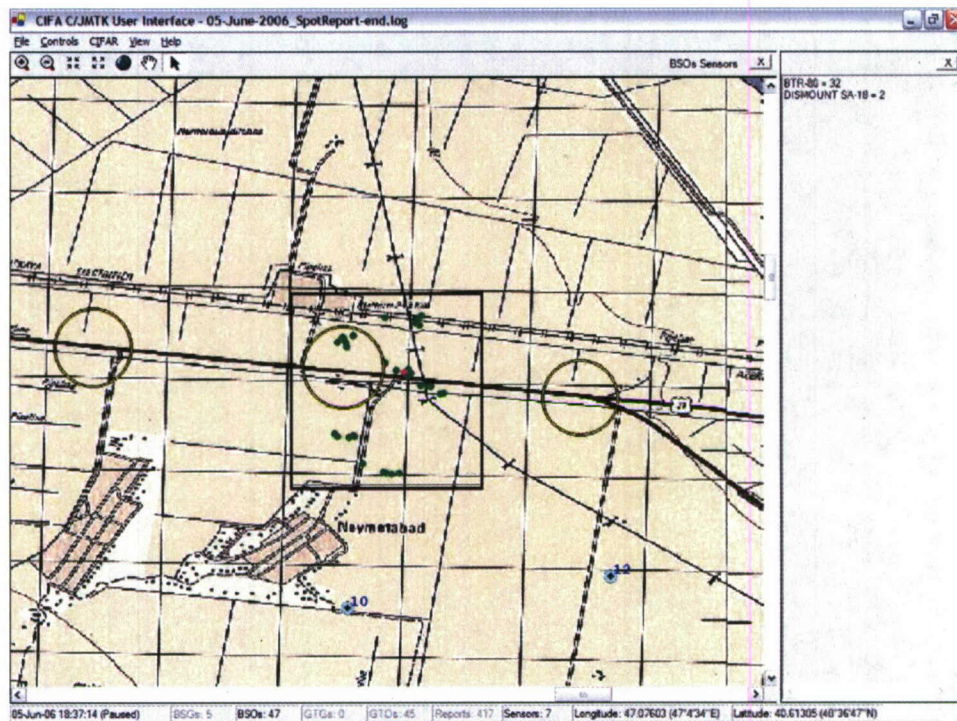 CIFA C/JMTK User Interface - 05-June-2006_SpotReport-end.log
File Controls CIFAR View Help
BSOs Sensors X
X
BTR-80 = 32
DISMOUNT SA-18 = 2
Neymetabad
12
10
05-Jun-06 18:37:14 (Paused) BSGs: 5 BSOs: 47 GTGs: 0 GTOs: 45 Reports: 417 Sensors: 7 Longitude: 47.07603 (47°4'34"E) Latitude: 40.61305 (40°36'47"N)